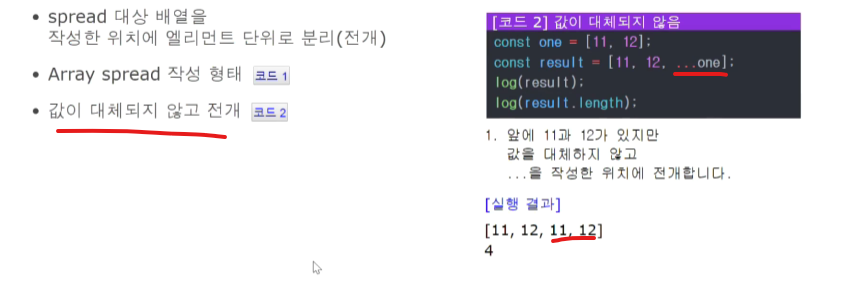 • spread 대상 배열을
작성한 위치에 엘리먼트 단위로 분리(전개)
• Array spread 작성 형태 코드 1
• 값이 대체되지 않고 전개 코드 2
[코드 2] 값이 대체되지 않음
const one = [11, 12];
const result = [11, 12, ...one];
log(result);
log(result.length);
1. 앞에 11과 12가 있지만
값을 대체하지 않고
...을 작성한 위치에 전개합니다.
[실행 결과]
[11, 12, 11, 12]
4